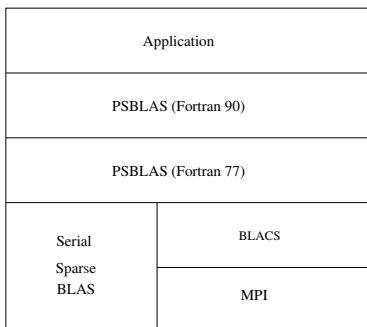 Application
PSBLAS (Fortran 90)
PSBLAS (Fortran 77)
Serial
Sparse
BLAS
BLACS
MPI